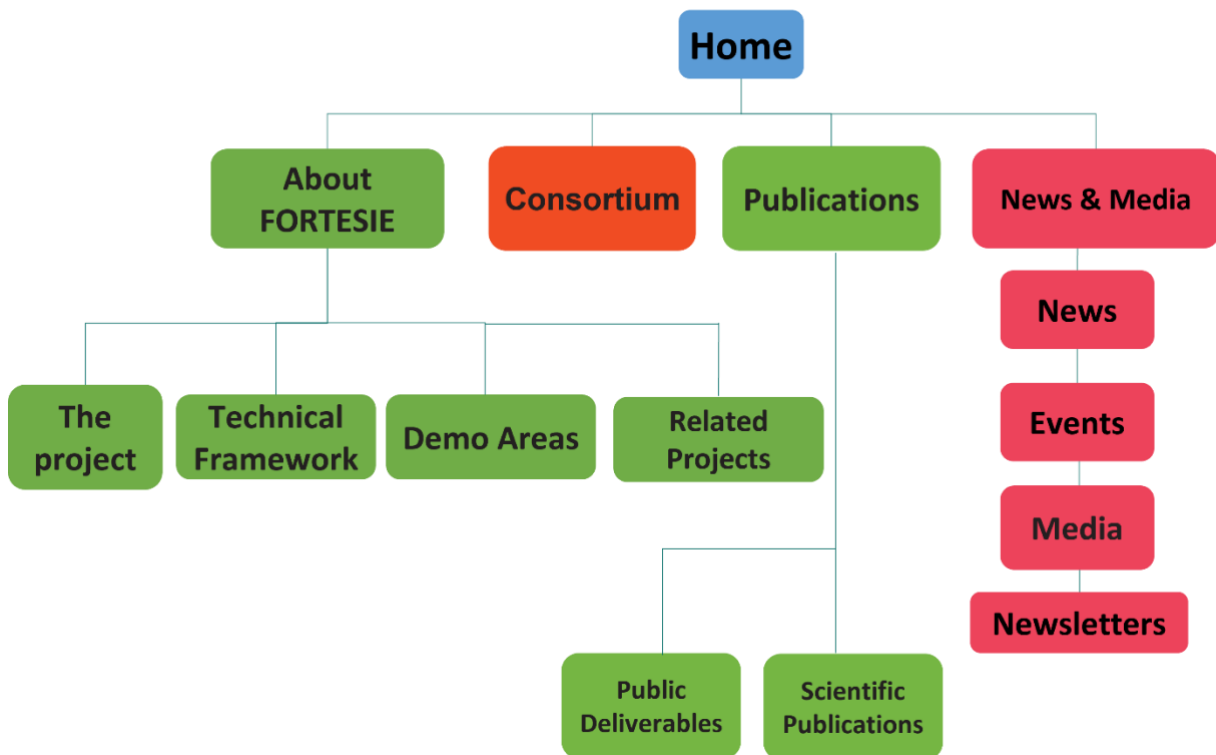 Home
About
FORTESIE
Consortium
Publications
News & Media
News
The
project
Technical
Framework
Demo Areas
Related
Projects
Events
Media
Newsletters
Public
Deliverables
Scientific
Publications